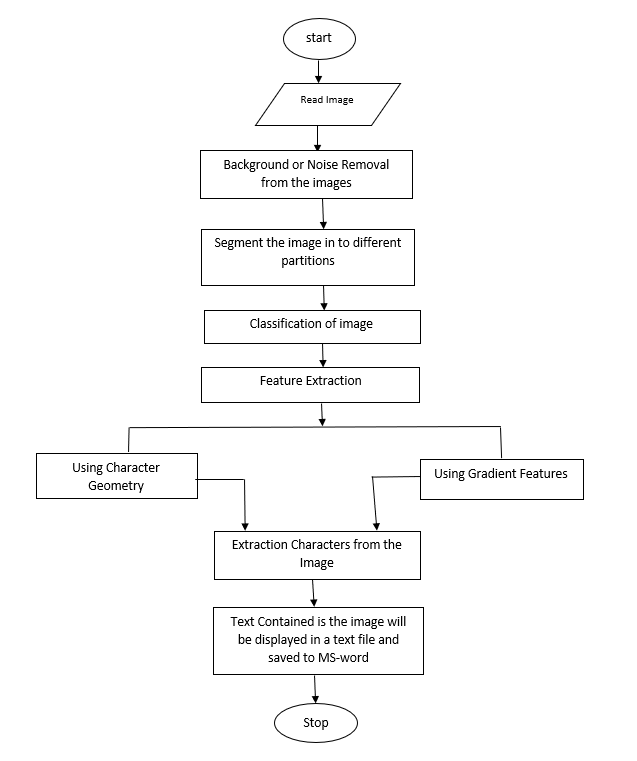 start
Read Image
Background or Noise Removal
from the images
Segment the image in to different
partitions
Classification of image
Feature Extraction
Using Character
Geometry
Using Gradient Features
Extraction Characters from the
Image
Text Contained is the image will
be displayed in a text file and
saved to MS-word
Stop